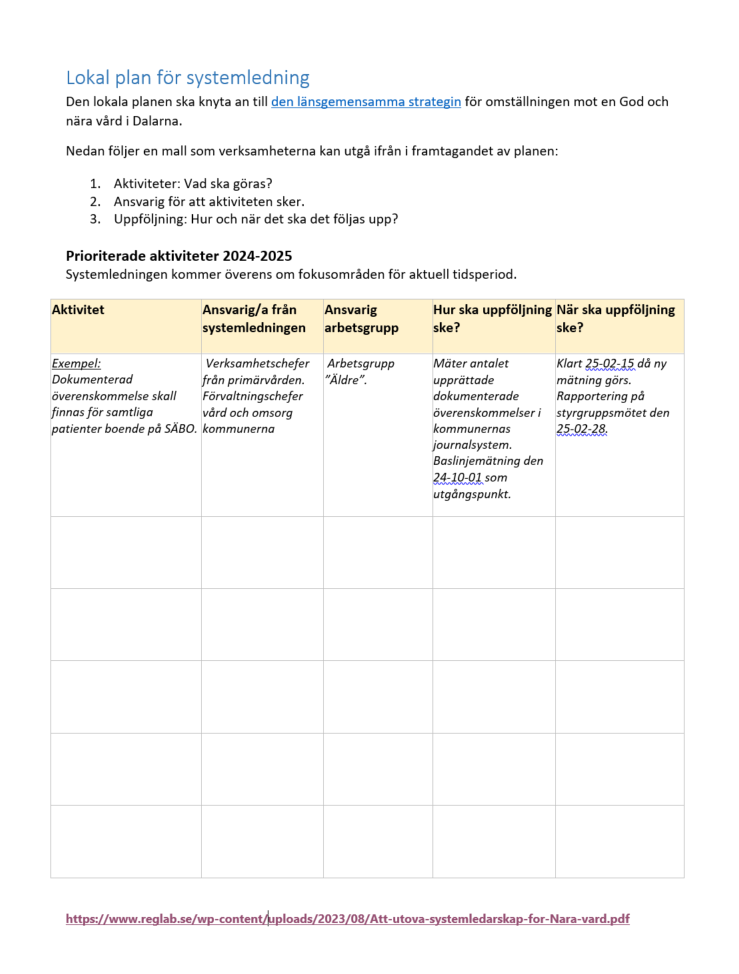 Lokal plan för systemledning
Den lokala planen ska knyta an till den länsgemensamma strategin för omställningen mot en God och
nära vård i Dalarna.
Nedan följer en mall som verksamheterna kan utgå ifrån i framtagandet av planen:
1. Aktiviteter: Vad ska göras?
2. Ansvarig för att aktiviteten sker.
3. Uppföljning: Hur och när det ska det följas upp?
Prioriterade aktiviteter 2024-2025
Systemledningen kommer överens om fokusområden för aktuell tidsperiod.
Aktivitet
Ansvarig/a från
systemledningen
Ansvarig
arbetsgrupp
Hur ska uppföljning
ske?
När ska uppföljning
ske?
Exempel:
Dokumenterad
överenskommelse skall
finnas för samtliga
patienter boende på SÄBO.
Verksamhetschefer
från primärvården.
Förvaltningschefer
vård och omsorg
kommunerna
Arbetsgrupp
”Äldre”.
Mäter antalet
upprättade
dokumenterade
överenskommelser i
kommunernas
journalsystem.
Baslinjemätning den
24-10-01 som
utgångspunkt.
Klart 25-02-15 då ny
mätning görs.
Rapportering på
styrgruppsmötet den
25-02-28.
https://www.reglab.se/wp-content/uploads/2023/08/Att-utova-systemledarskap-for-Nara-vard.pdf